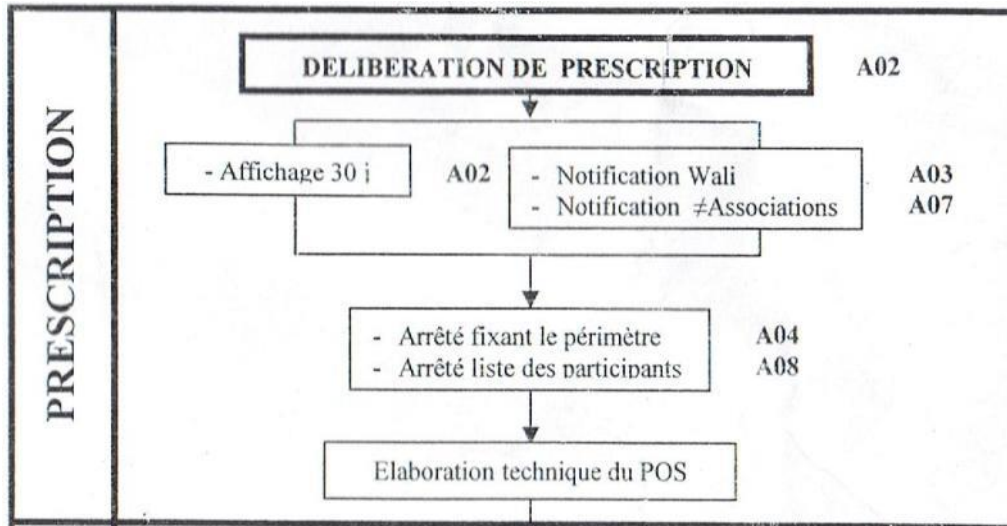 PRESCRIPTION
DELIBERATION DE PRESCRIPTION A02
- Affichage 30 j A02
- Notification Wali A03
- Notification ≠Associations A07
- Arrêté fixant le périmètre A04
- Arrêté liste des participants A08
Elaboration technique du POS